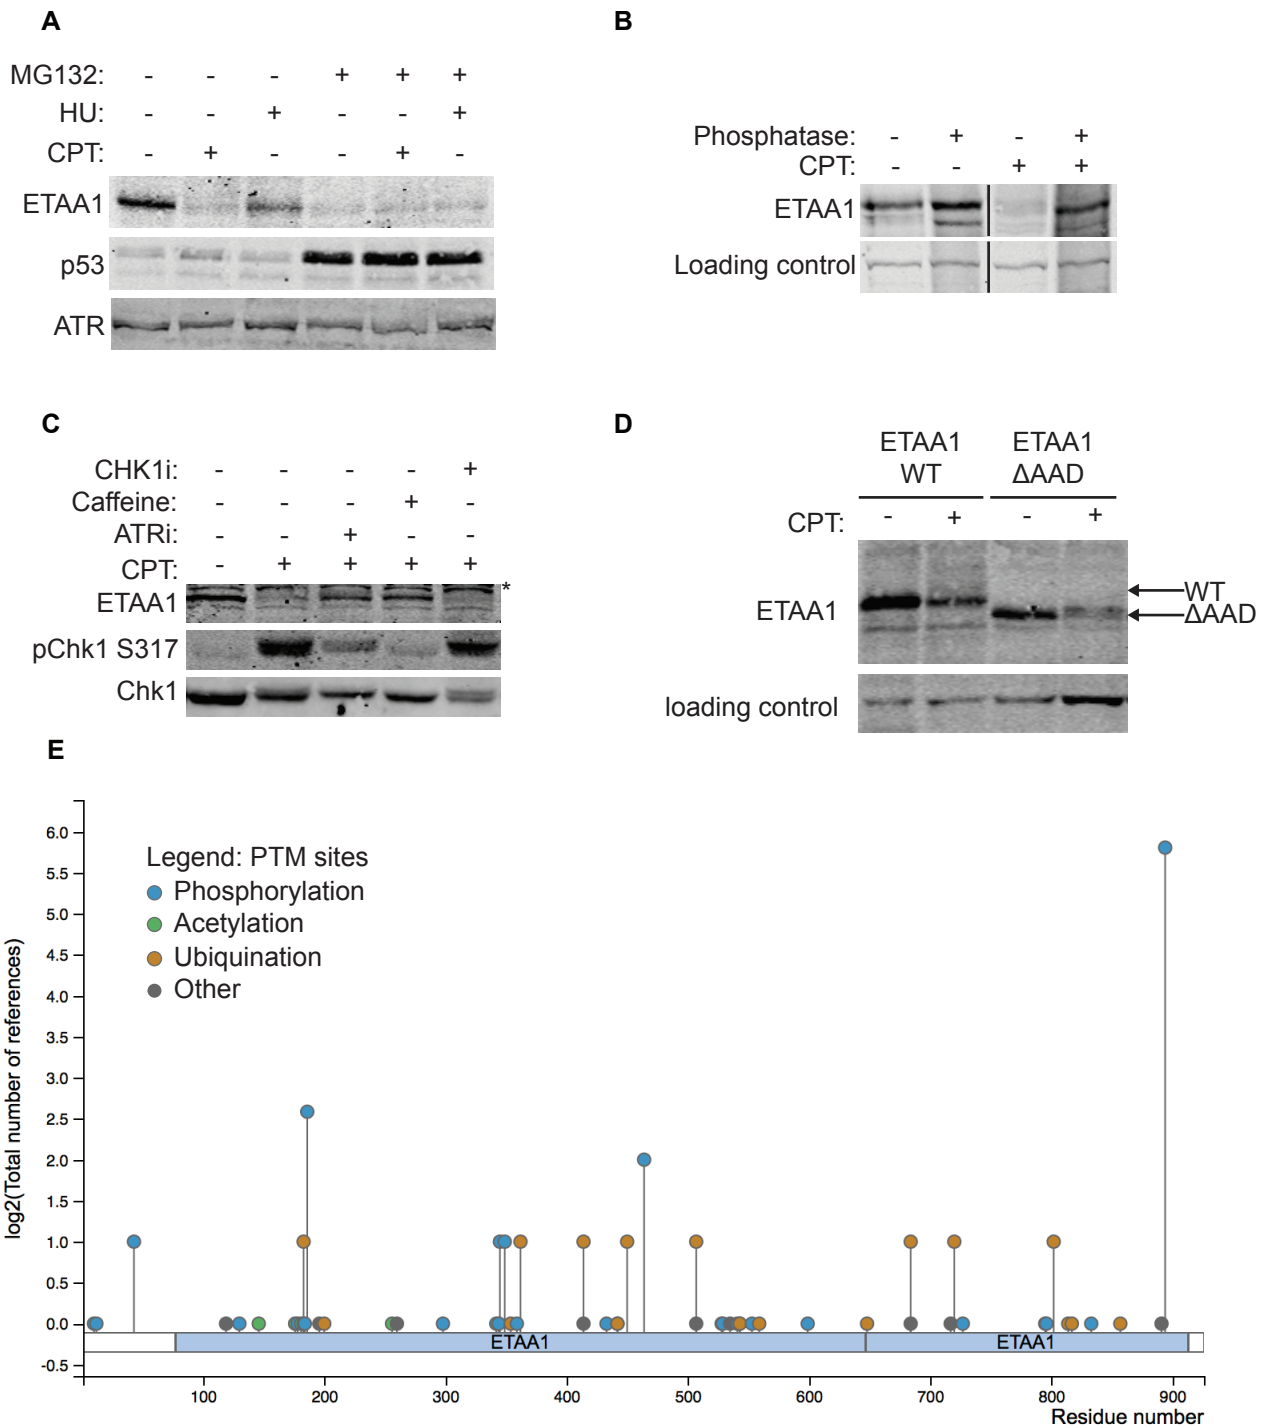 A
MG132: - - - + + +
HU: - - + - - +
CPT: - + - - + -
ETAA1
p53
ATR
B
Phosphatase: - + - +
CPT: - - + +
ETAA1
Loading control
C
CHK1i: - - - - +
Caffeine: - - - + -
ATRi: - - + - -
CPT: - + + + +
ETAA1 *
pChk1 S317
Chk1
D
ETAA1 ETAA1
WT ΔAAD
CPT: - + - +
ETAA1
WT
ΔAAD
loading control
E
log2(Total number of references)
6.0
5.5
5.0
4.5
4.0
3.5
3.0
2.5
2.0
1.5
1.0
0.5
0.0
-0.5
Legend: PTM sites
Phosphorylation
Acetylation
Ubiquination
Other
ETAA1 ETAA1
100 200 300 400 500 600 700 800 900
Residue number